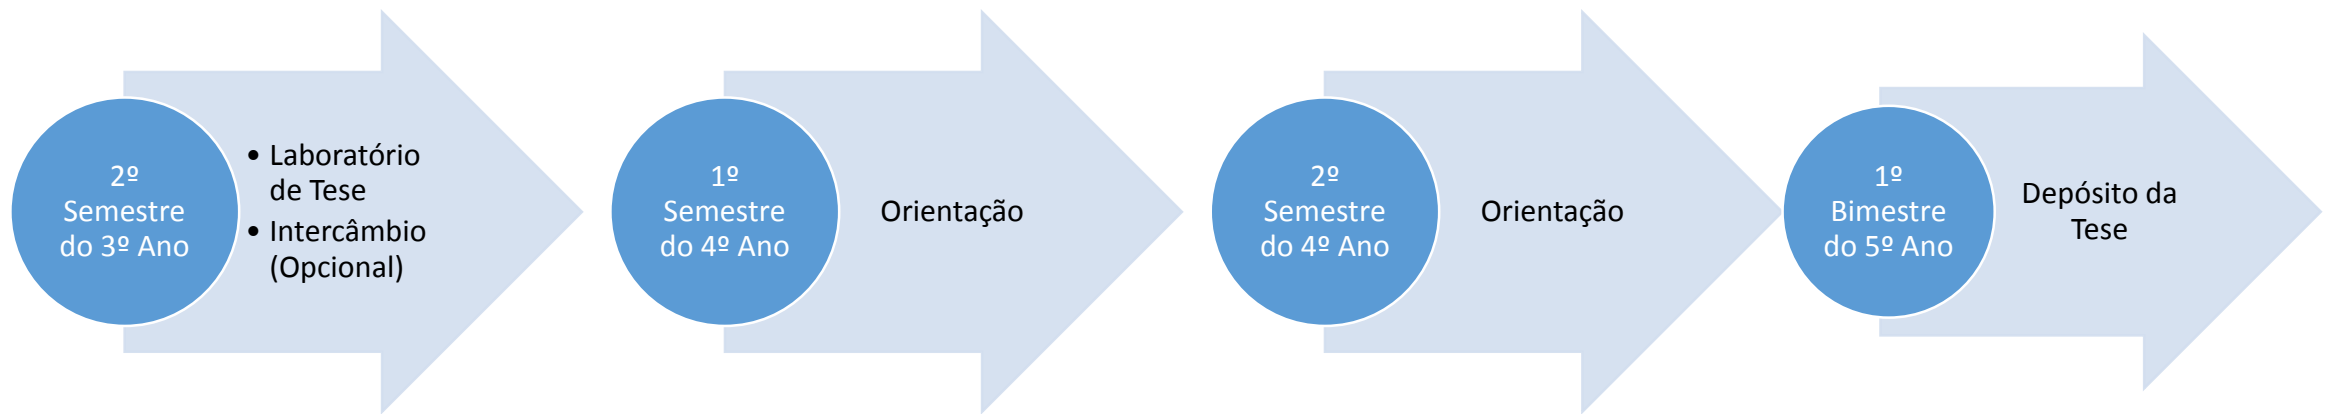 2º
Semestre
do 3º Ano
• Laboratório
de Tese
• Intercâmbio
(Opcional)
1º
Semestre
do 4º Ano
Orientação
2º
Semestre
do 4º Ano
Orientação
1º
Bimestre
do 5º Ano
Depósito da
Tese